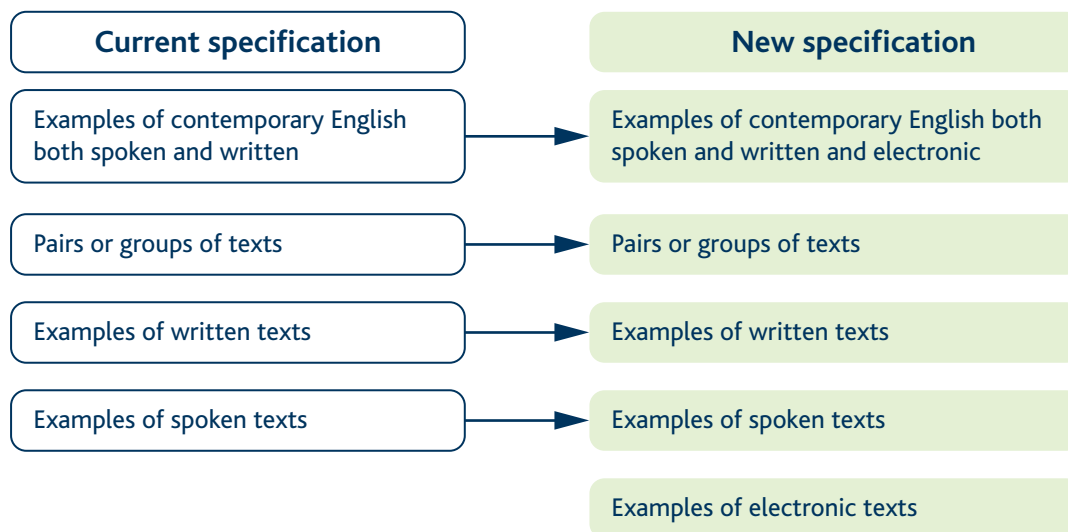 Current specification
New specification
Examples of contemporary English
both spoken and written
Examples of contemporary English both
spoken and written and electronic
Pairs or groups of texts
Pairs or groups of texts
Examples of written texts
Examples of written texts
Examples of spoken texts
Examples of spoken texts
Examples of electronic texts